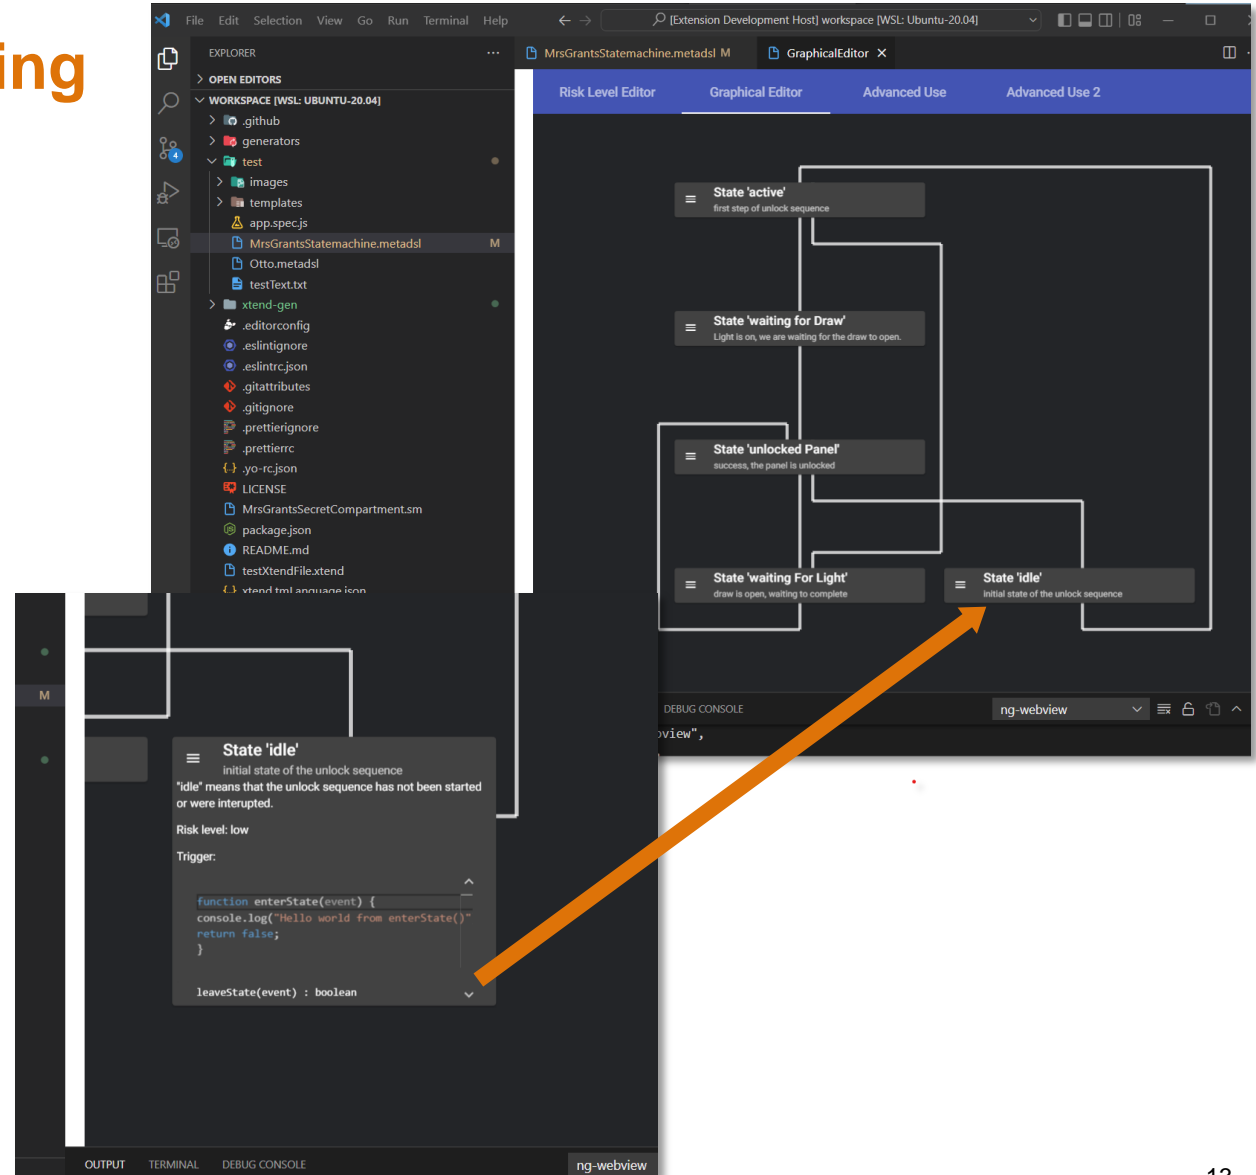 ing
File Edit Selection View Go Run Terminal Help
[Extension Development Host] workspace [WSL: Ubuntu-20.04]
EXPLORER
MrsGrantsStatemachine.metadsl M
GraphicalEditor
OPEN EDITORS
WORKSPACE [WSL: UBUNTU-20.04]
.github
generators
test
images
templates
app.spec.js
MrsGrantsStatemachine.metadsl M
Otto.metadsl
testText.txt
xtend-gen
.editorconfig
.eslintignore
.eslintrc.json
.gitattributes
.gitignore
.prettierignore
.prettierrc
.yo-rc.json
LICENSE
MrsGrantsSecretCompartment.sm
package.json
README.md
testXtendFile.xtend
xtend.tmLanguage.json
4
Risk Level Editor Graphical Editor Advanced Use Advanced Use 2
State 'active'
first step of unlock sequence
State 'waiting for Draw'
Light is on, we are waiting for the draw to open.
State 'unlocked Panel'
success, the panel is unlocked
State 'waiting For Light'
draw is open, waiting to complete
State 'idle'
initial state of the unlock sequence
DEBUG CONSOLE
ng-webview
view",
M
State 'idle'
initial state of the unlock sequence
"idle" means that the unlock sequence has not been started
or were interupted.
Risk level: low
Trigger:
function enterState(event) {
console.log("Hello world from enterState()"
return false;
}
leaveState(event) : boolean
OUTPUT TERMINAL DEBUG CONSOLE
ng-webview